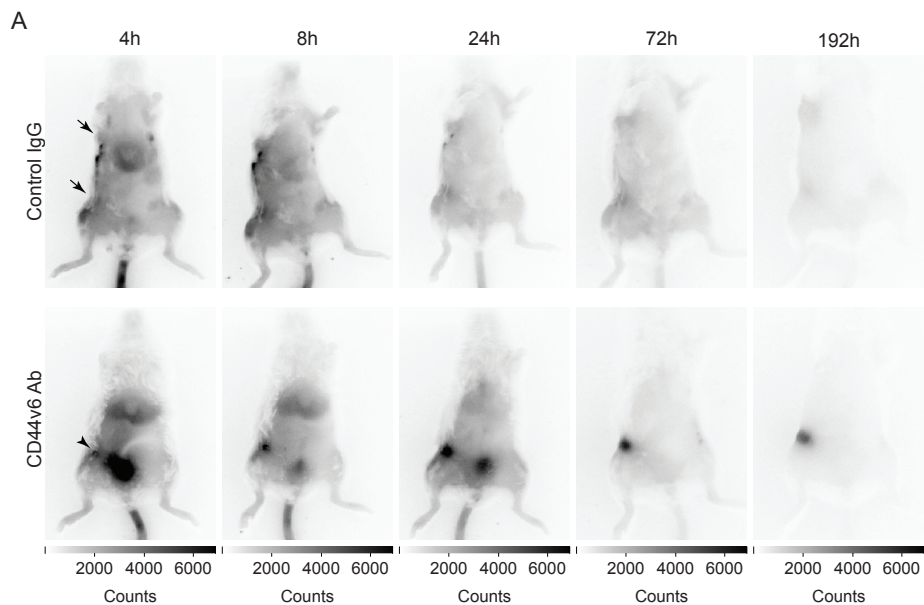 A
4h 8h 24h 72h 192h
Control IgG
CD44v6 Ab
2000 4000 6000 2000 4000 6000 2000 4000 6000 2000 4000 6000 2000 4000 6000
Counts Counts Counts Counts Counts